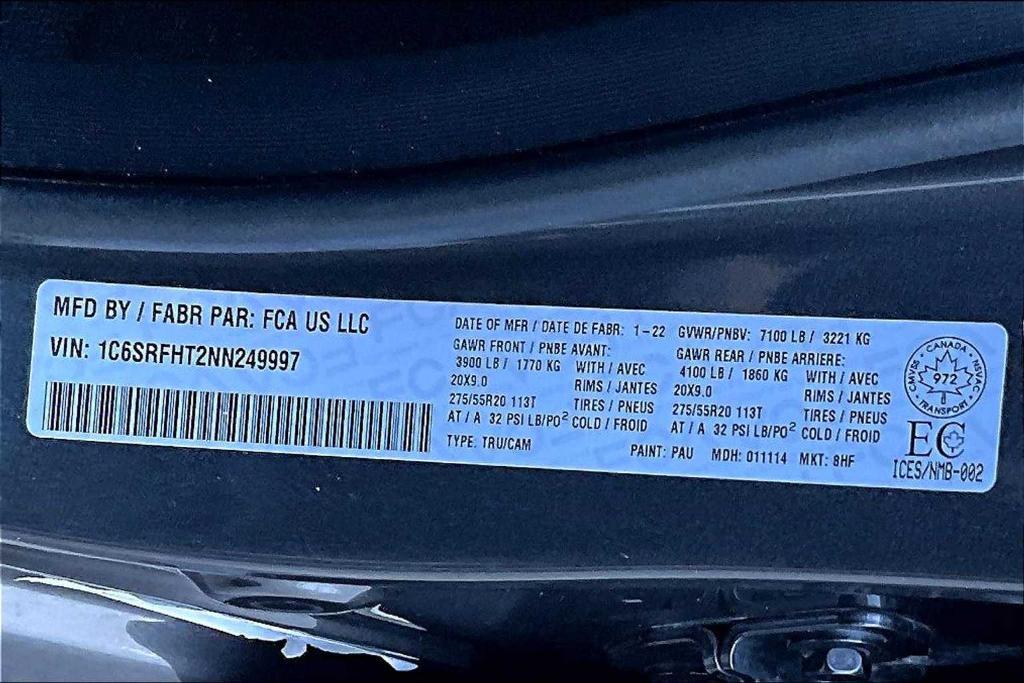 MFD BY / FABR PAR: FCA US LLC
VIN: 1C6SRFHT2NN249997
DATE OF MFR / DATE DE FABR: 1-22 GVWR/PNBV: 7100 LB / 3221 KG
GAWR FRONT / PNBE AVANT: GAWR REAR / PNBE ARRIERE:
3900 LB / 1770 KG WITH / AVEC 4100 LB / 1860 KG WITH / AVEC
20X9.0 RIMS / JANTES 20X9.0 RIMS / JANTES
275/55R20 113T TIRES / PNEUS 275/55R20 113T TIRES / PNEUS
AT / A 32 PSI LB/PO² COLD / FROID AT / A 32 PSI LB/PO² COLD / FROID
TYPE: TRU/CAM PAINT: PAU MDH: 011114 MKT: 8HF
CANADA
CMVSS 972 NSVAC
TRANSPORT
EC
ICES/NMB-002